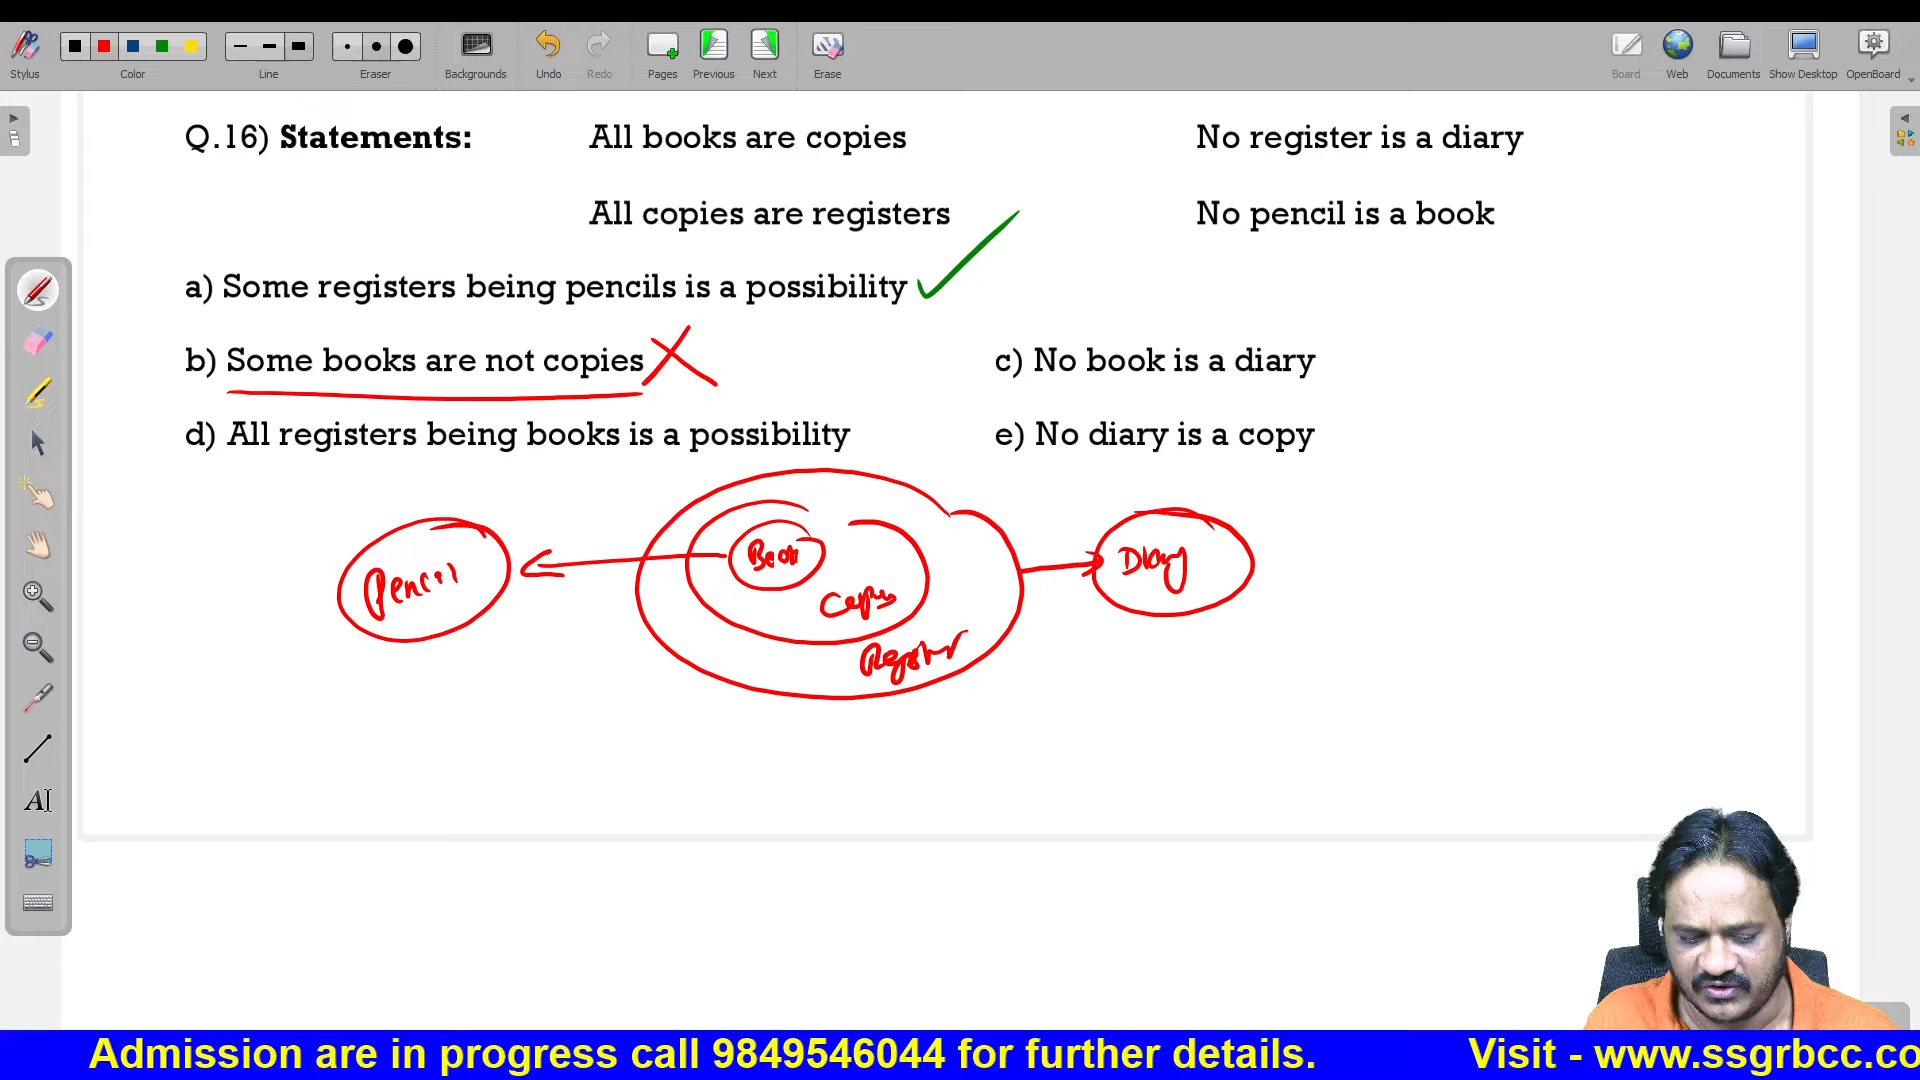 Stylus
Color
Line
Eraser
Backgrounds
Undo
Redo
Pages
Previous
Next
Erase
Board
Web
Documents
Show Desktop
OpenBoard
Q.16) Statements: All books are copies No register is a diary
All copies are registers No pencil is a book
a) Some registers being pencils is a possibility
b) Some books are not copies c) No book is a diary
d) All registers being books is a possibility e) No diary is a copy
Pencil
Book
Copies
Register
Diary
Admission are in progress call 9849546044 for further details. Visit - www.ssgrbcc.co